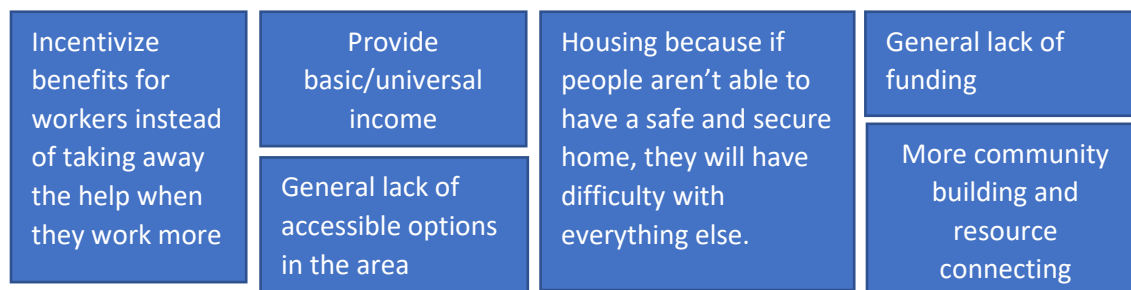 Incentivize
benefits for
workers instead
of taking away
the help when
they work more
Provide
basic/universal
income
General lack of
accessible options
in the area
Housing because if
people aren’t able to
have a safe and secure
home, they will have
difficulty with
everything else.
General lack of
funding
More community
building and
resource
connecting